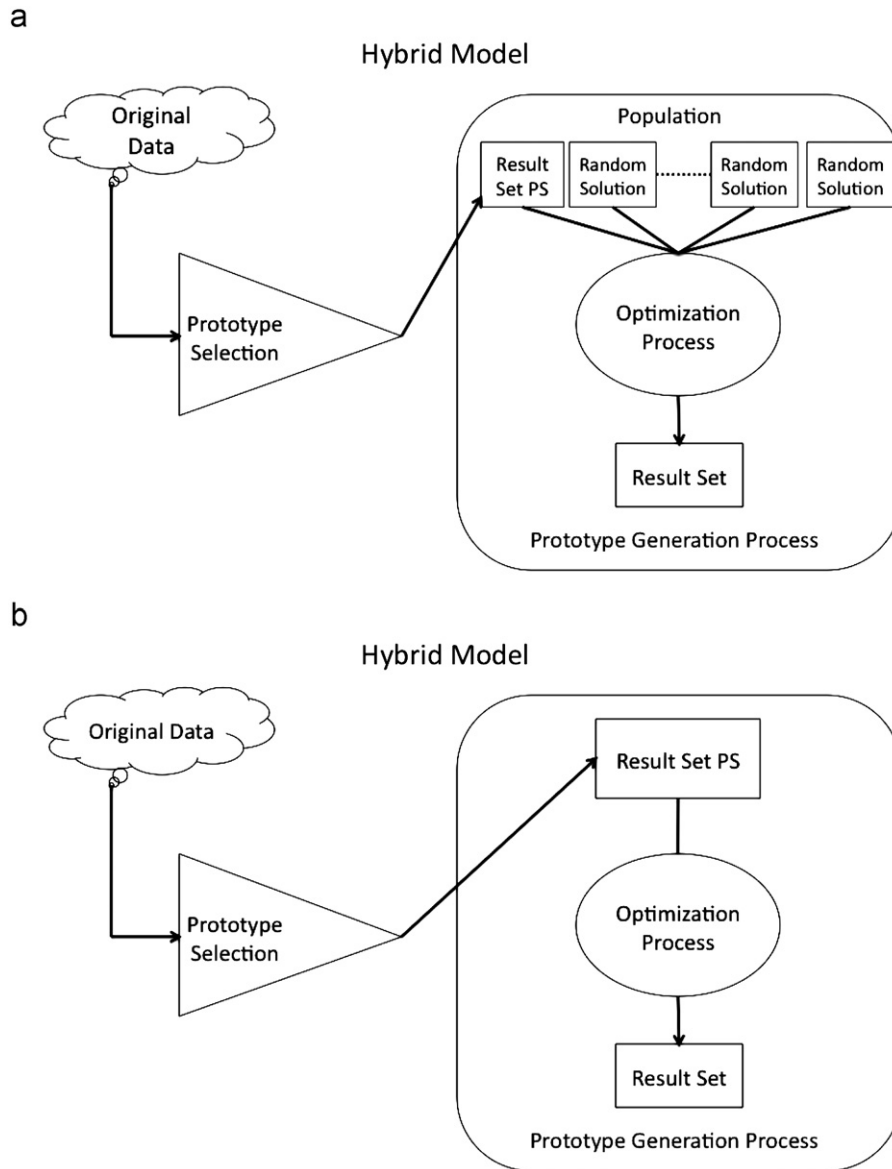 a
Hybrid Model
Original
Data
Population
Result
Set PS
Random
Solution
Random
Solution
Random
Solution
Prototype
Selection
Optimization
Process
Result Set
Prototype Generation Process
b
Hybrid Model
Original Data
Result Set PS
Prototype
Selection
Optimization
Process
Result Set
Prototype Generation Process